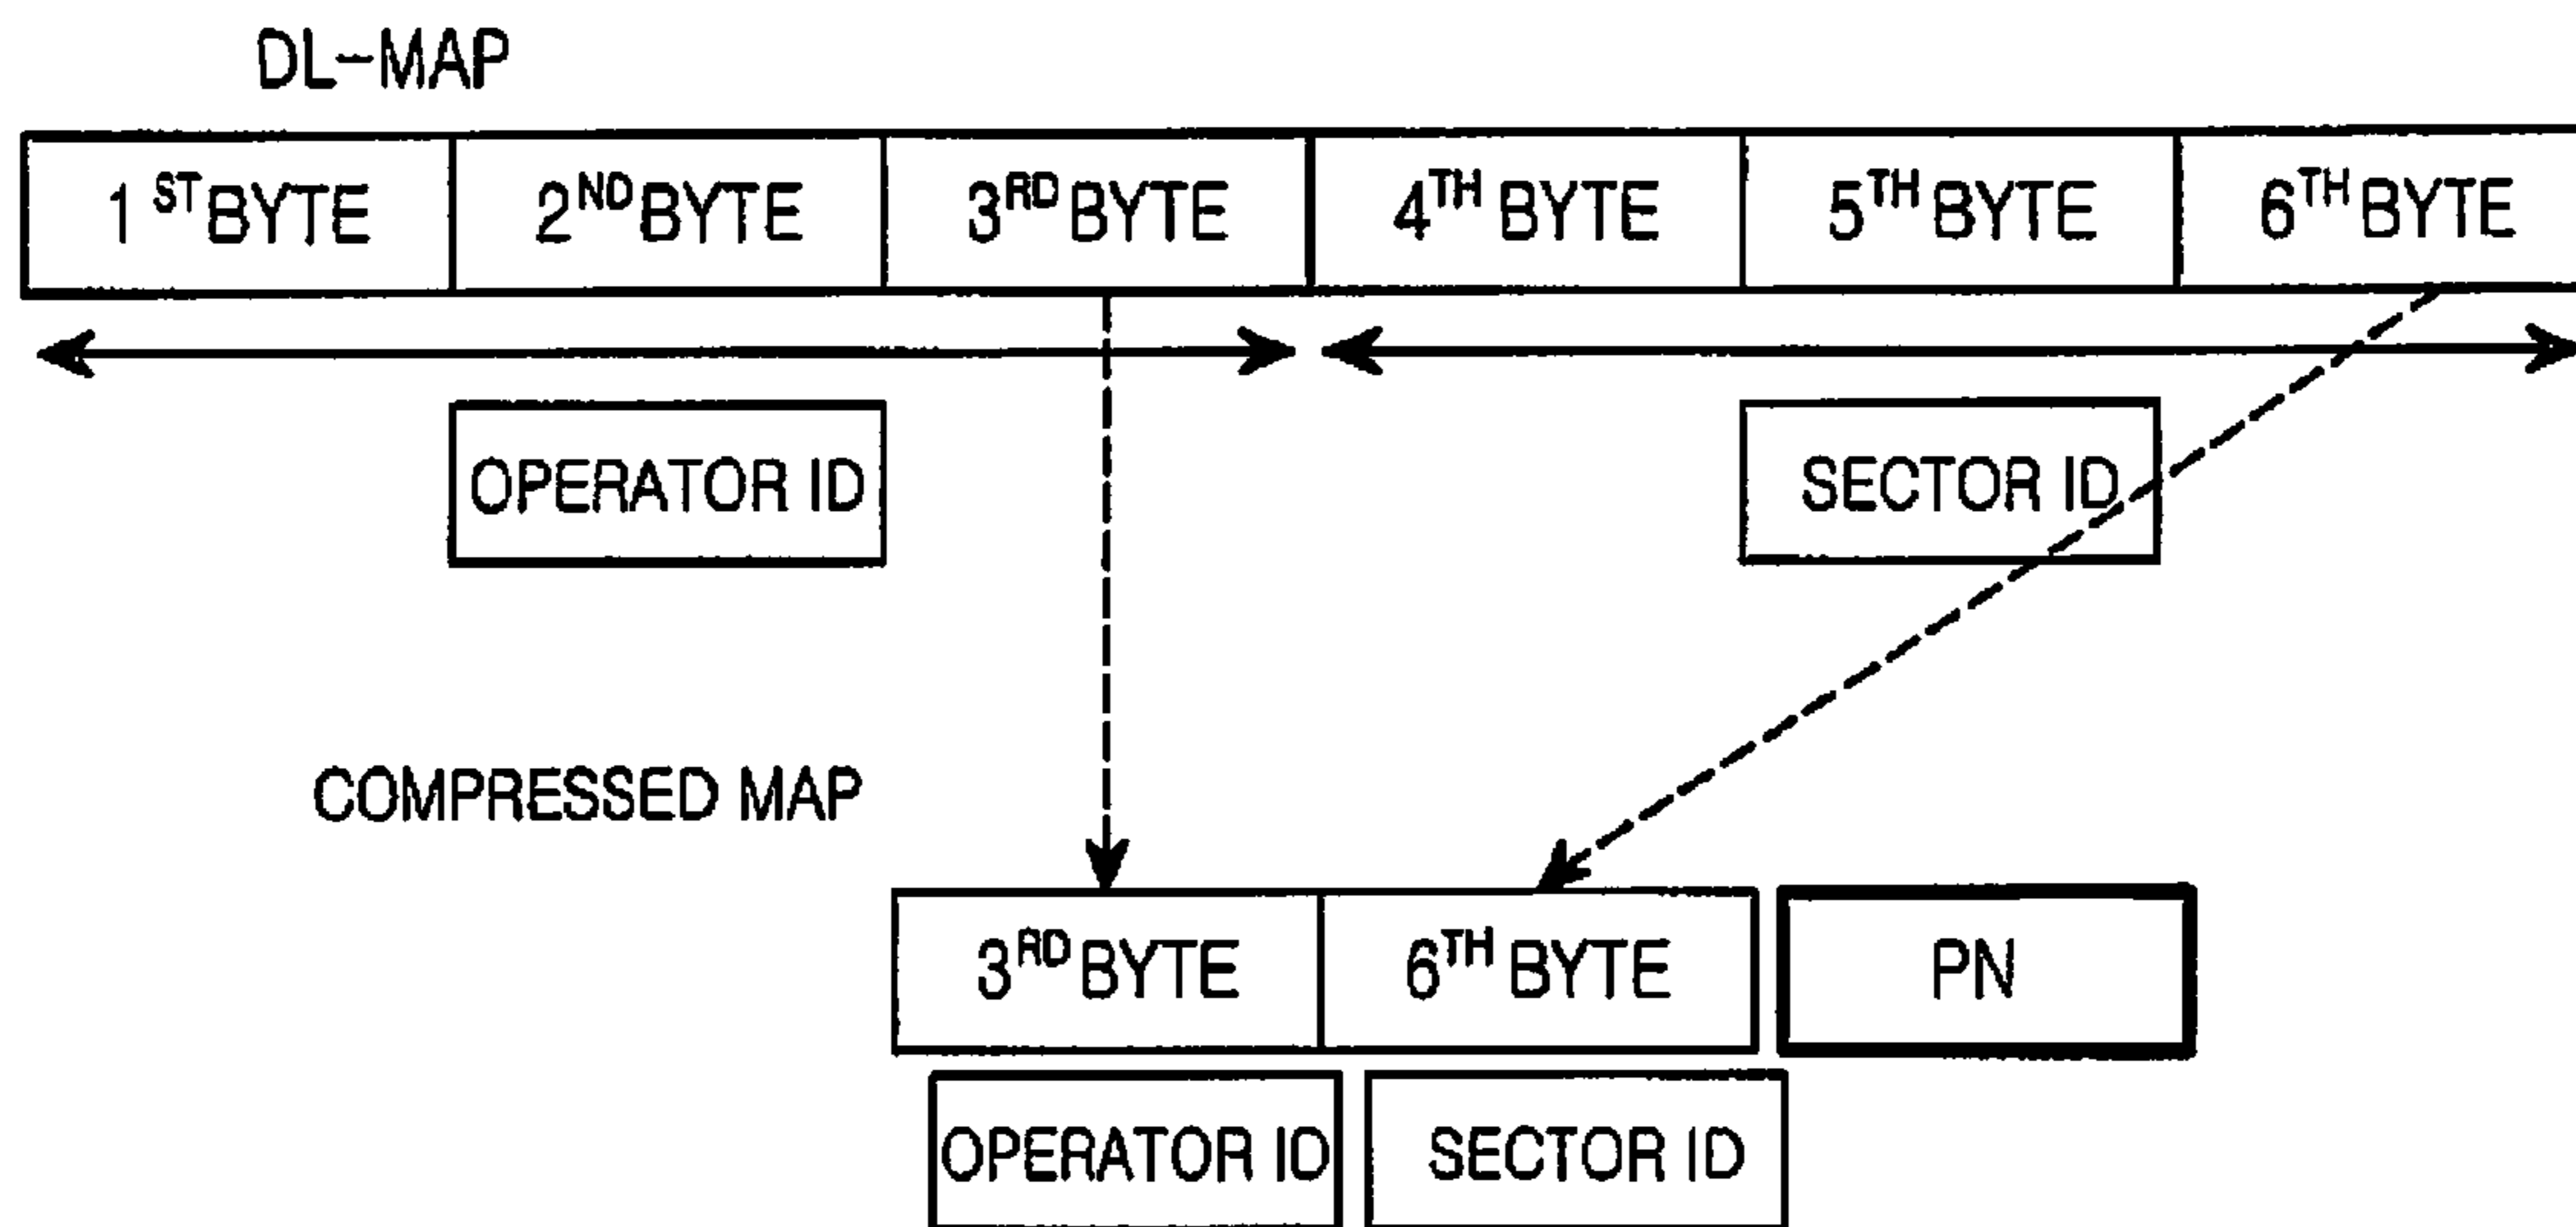 DL-MAP
1ST BYTE 2ND BYTE 3RD BYTE 4TH BYTE 5TH BYTE 6TH BYTE
OPERATOR ID SECTOR ID
COMPRESSED MAP
3RD BYTE 6TH BYTE PN
OPERATOR ID SECTOR ID